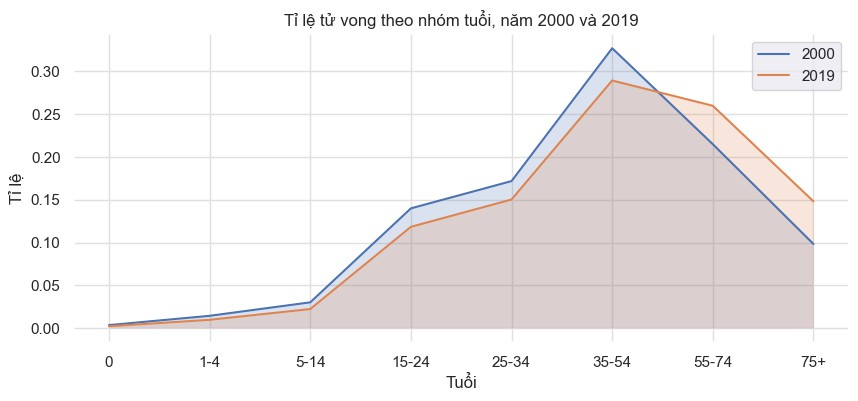 Tỉ lệ tử vong theo nhóm tuổi, năm 2000 và 2019
2000
2019
Tỉ lệ
0.30
0.25
0.20
0.15
0.10
0.05
0.00
0 1-4 5-14 15-24 25-34 35-54 55-74 75+
Tuổi